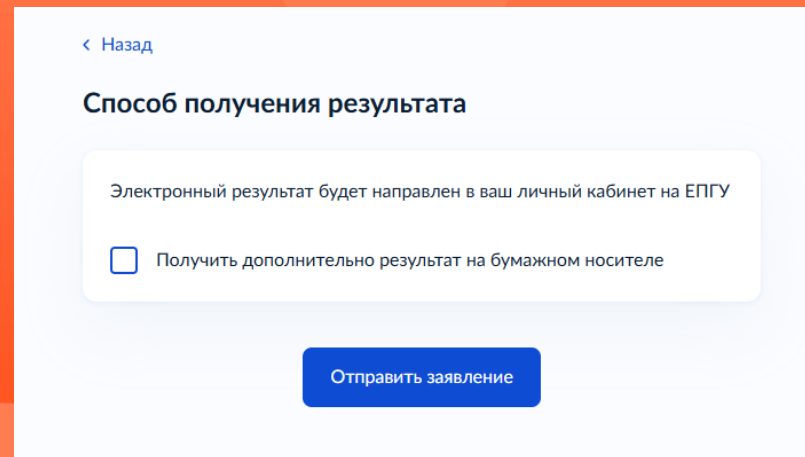 Назад
Способ получения результата
Электронный результат будет направлен в ваш личный кабинет на ЕПГУ
Получить дополнительно результат на бумажном носителе
Отправить заявление